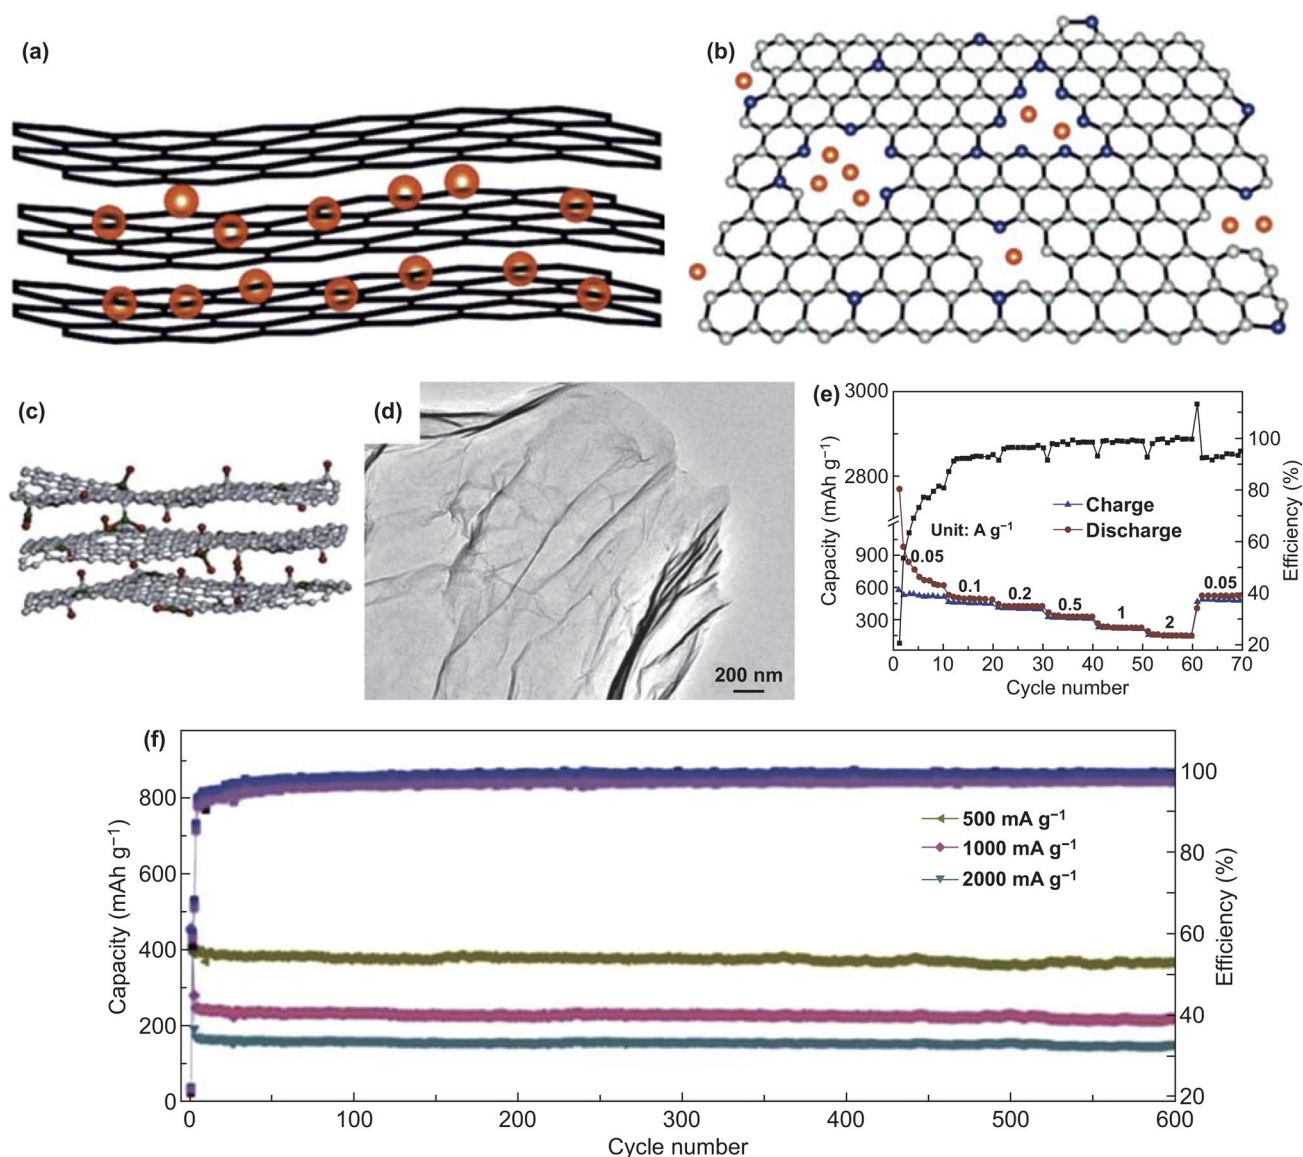 (a)
(b)
(c)
(d)
200 nm
(e)
3000
2800
900
600
300
Capacity (mAh g⁻¹)
100
80
60
40
20
Efficiency (%)
Charge
Discharge
Unit: A g⁻¹
0.05
0.1
0.2
0.5
1
2
0.05
0 10 20 30 40 50 60 70
Cycle number
(f)
800
600
400
200
0
Capacity (mAh g⁻¹)
500 mA g⁻¹
1000 mA g⁻¹
2000 mA g⁻¹
100
80
60
40
20
Efficiency (%)
0 100 200 300 400 500 600
Cycle number